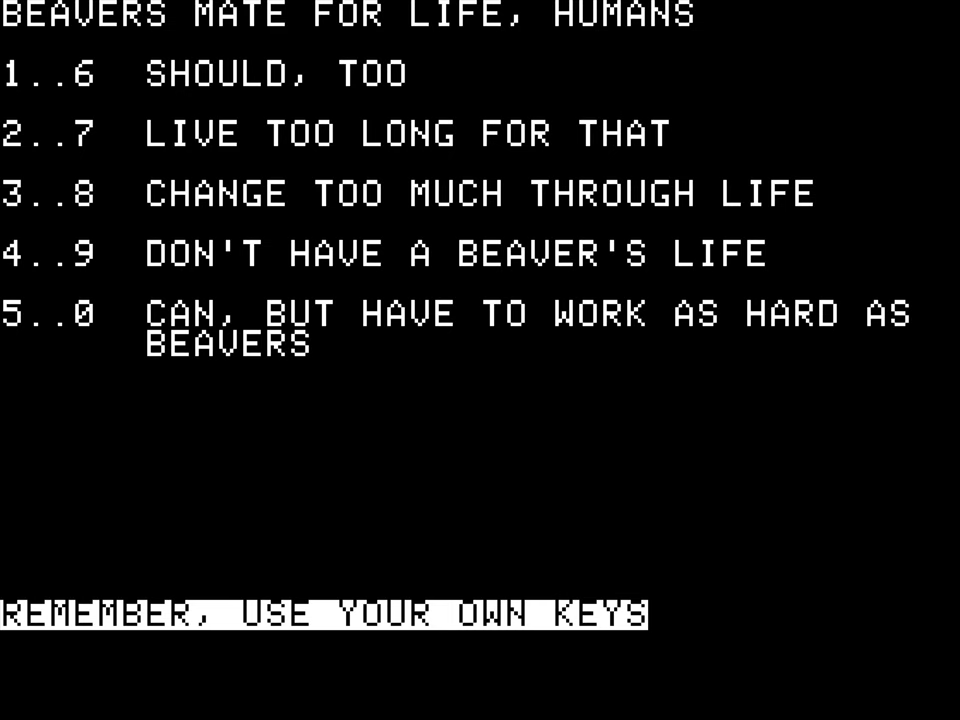 BEAVERS MATE FOR LIFE, HUMANS
1..6 SHOULD, TOO
2..7 LIVE TOO LONG FOR THAT
3..8 CHANGE TOO MUCH THROUGH LIFE
4..9 DON'T HAVE A BEAVER'S LIFE
5..0 CAN, BUT HAVE TO WORK AS HARD AS
BEAVERS
REMEMBER, USE YOUR OWN KEYS